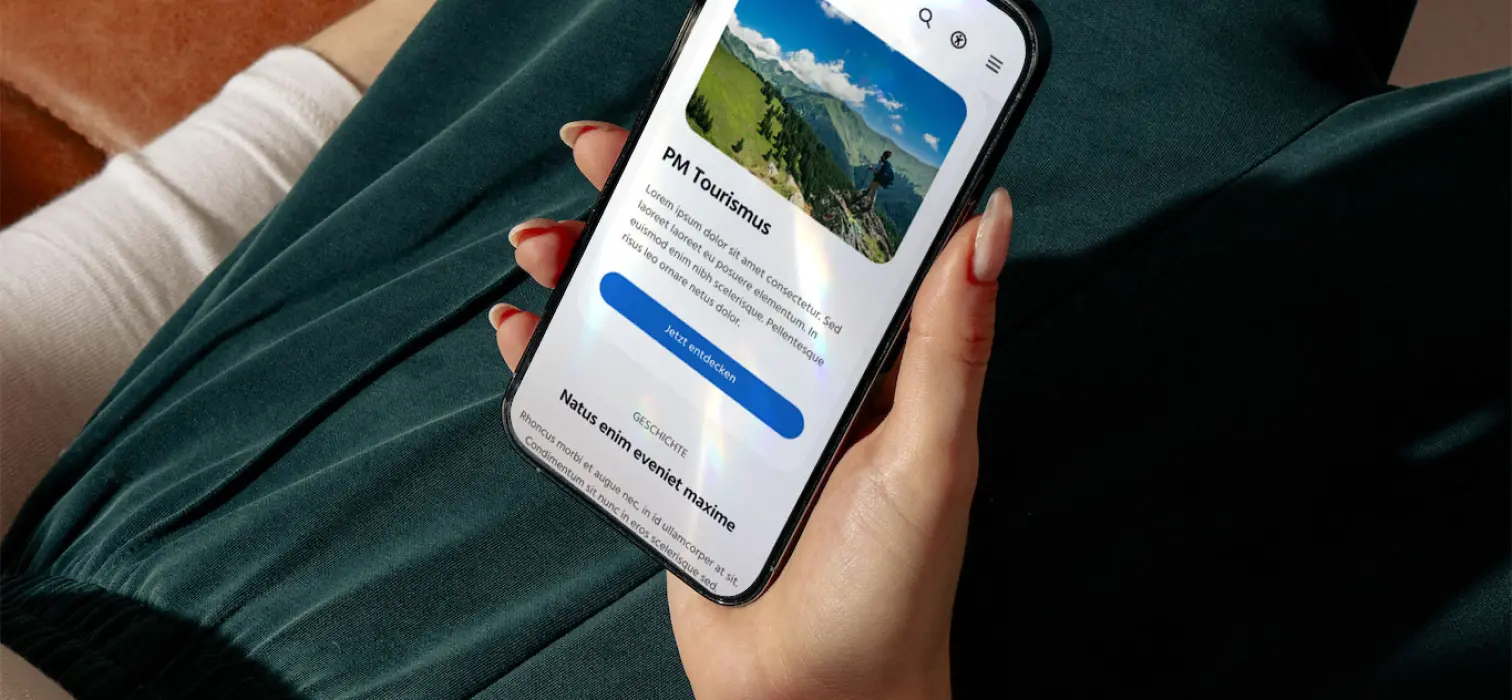 PM Tourismus
Lorem ipsum dolor sit amet consectetur. Sed
laoreet laoreet eu posuere elementum. In
euismod enim nibh scelerisque. Pellentesque
risus leo ornare netus dolor.
Jetzt entdecken
GESCHICHTE
Natus enim eveniet maxime
Rhoncus morbi et augue nec, in id ullamcorper at sit.
Condimentum sit nunc in eros scelerisque sed.